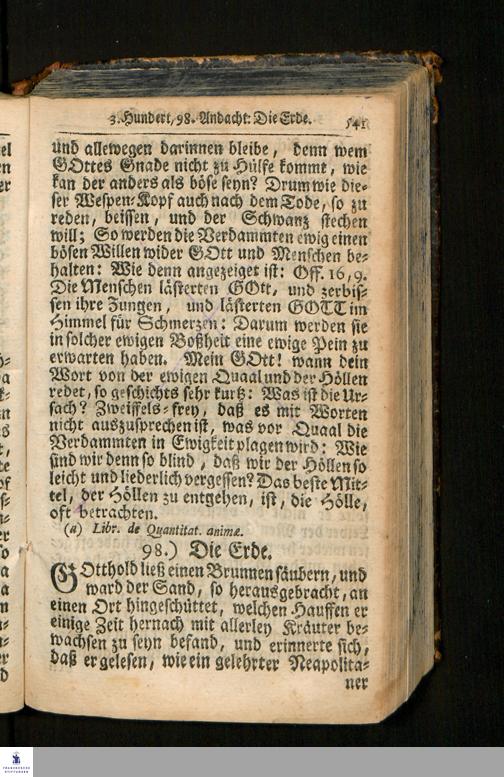 3. Hundert, 98. Andacht: Die Erde. 541
und allewegen darinnen bleibe, denn wem
GOttes Gnade nicht zu Hülfe kommt, wie
kan der anders als böse seyn? Drum wie die-
ser Wespen-Kopf auch nach dem Tode, so zu
reden, beissen, und der Schwanz stechen
will; So werden die Verdammten ewig einen
bösen Willen wider GOtt und Menschen be-
halten: Wie denn angezeiget ist: Off. 16, 9.
Die Menschen lästerten GOtt, und zerbis-
sen ihre Zungen, und lästerten GOTT im
Himmel für Schmerzen: Darum werden sie
in solcher ewigen Boßheit eine ewige Pein zu
erwarten haben. Mein GOtt! wann dein
Wort von der ewigen Quaal und der Höllen
redet, so geschichts sehr kurtz: Was ist die Ur-
sach? Zweiffels-frey, daß es mit Worten
nicht auszusprechen ist, was vor Quaal die
Verdammten in Ewigkeit plagen wird: Wie
sind wir denn so blind, daß wir der Höllen so
leicht und liederlich vergessen? Das beste Mit-
tel, der Höllen zu entgehen, ist, die Hölle,
oft betrachten.
(a) Libr. de Quantitat. animæ.
98.) Die Erde.
GOtthold ließ einen Brunnen säubern, und
ward der Sand, so herausgebracht, an
einen Ort hingeschüttet, welchen Hauffen er
einige Zeit hernach mit allerley Kräuter be-
wachsen zu seyn befand, und erinnerte sich,
daß er gelesen, wie ein gelehrter Neapolita-
ner
FRANCKESCHE
STIFTUNGEN